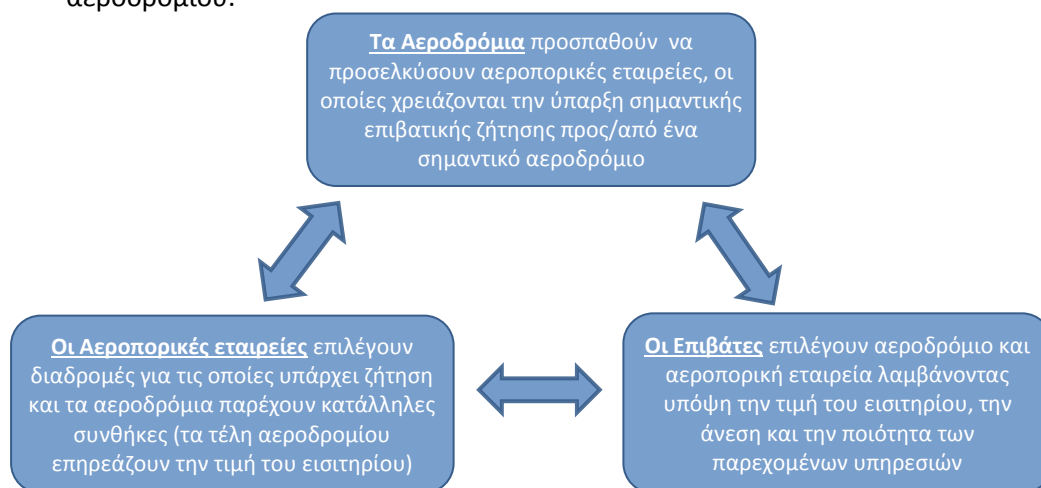 αεροδρομίου.
Τα Αεροδρόμια προσπαθούν να
προσελκύσουν αεροπορικές εταιρείες, οι
οποίες χρειάζονται την ύπαρξη σημαντικής
επιβατικής ζήτησης προς/από ένα
σημαντικό αεροδρόμιο
Οι Αεροπορικές εταιρείες επιλέγουν
διαδρομές για τις οποίες υπάρχει ζήτηση
και τα αεροδρόμια παρέχουν κατάλληλες
συνθήκες (τα τέλη αεροδρομίου
επηρεάζουν την τιμή του εισιτηρίου)
Οι Επιβάτες επιλέγουν αεροδρόμιο και
αεροπορική εταιρεία λαμβάνοντας
υπόψη την τιμή του εισιτηρίου, την
άνεση και την ποιότητα των
παρεχομένων υπηρεσιών